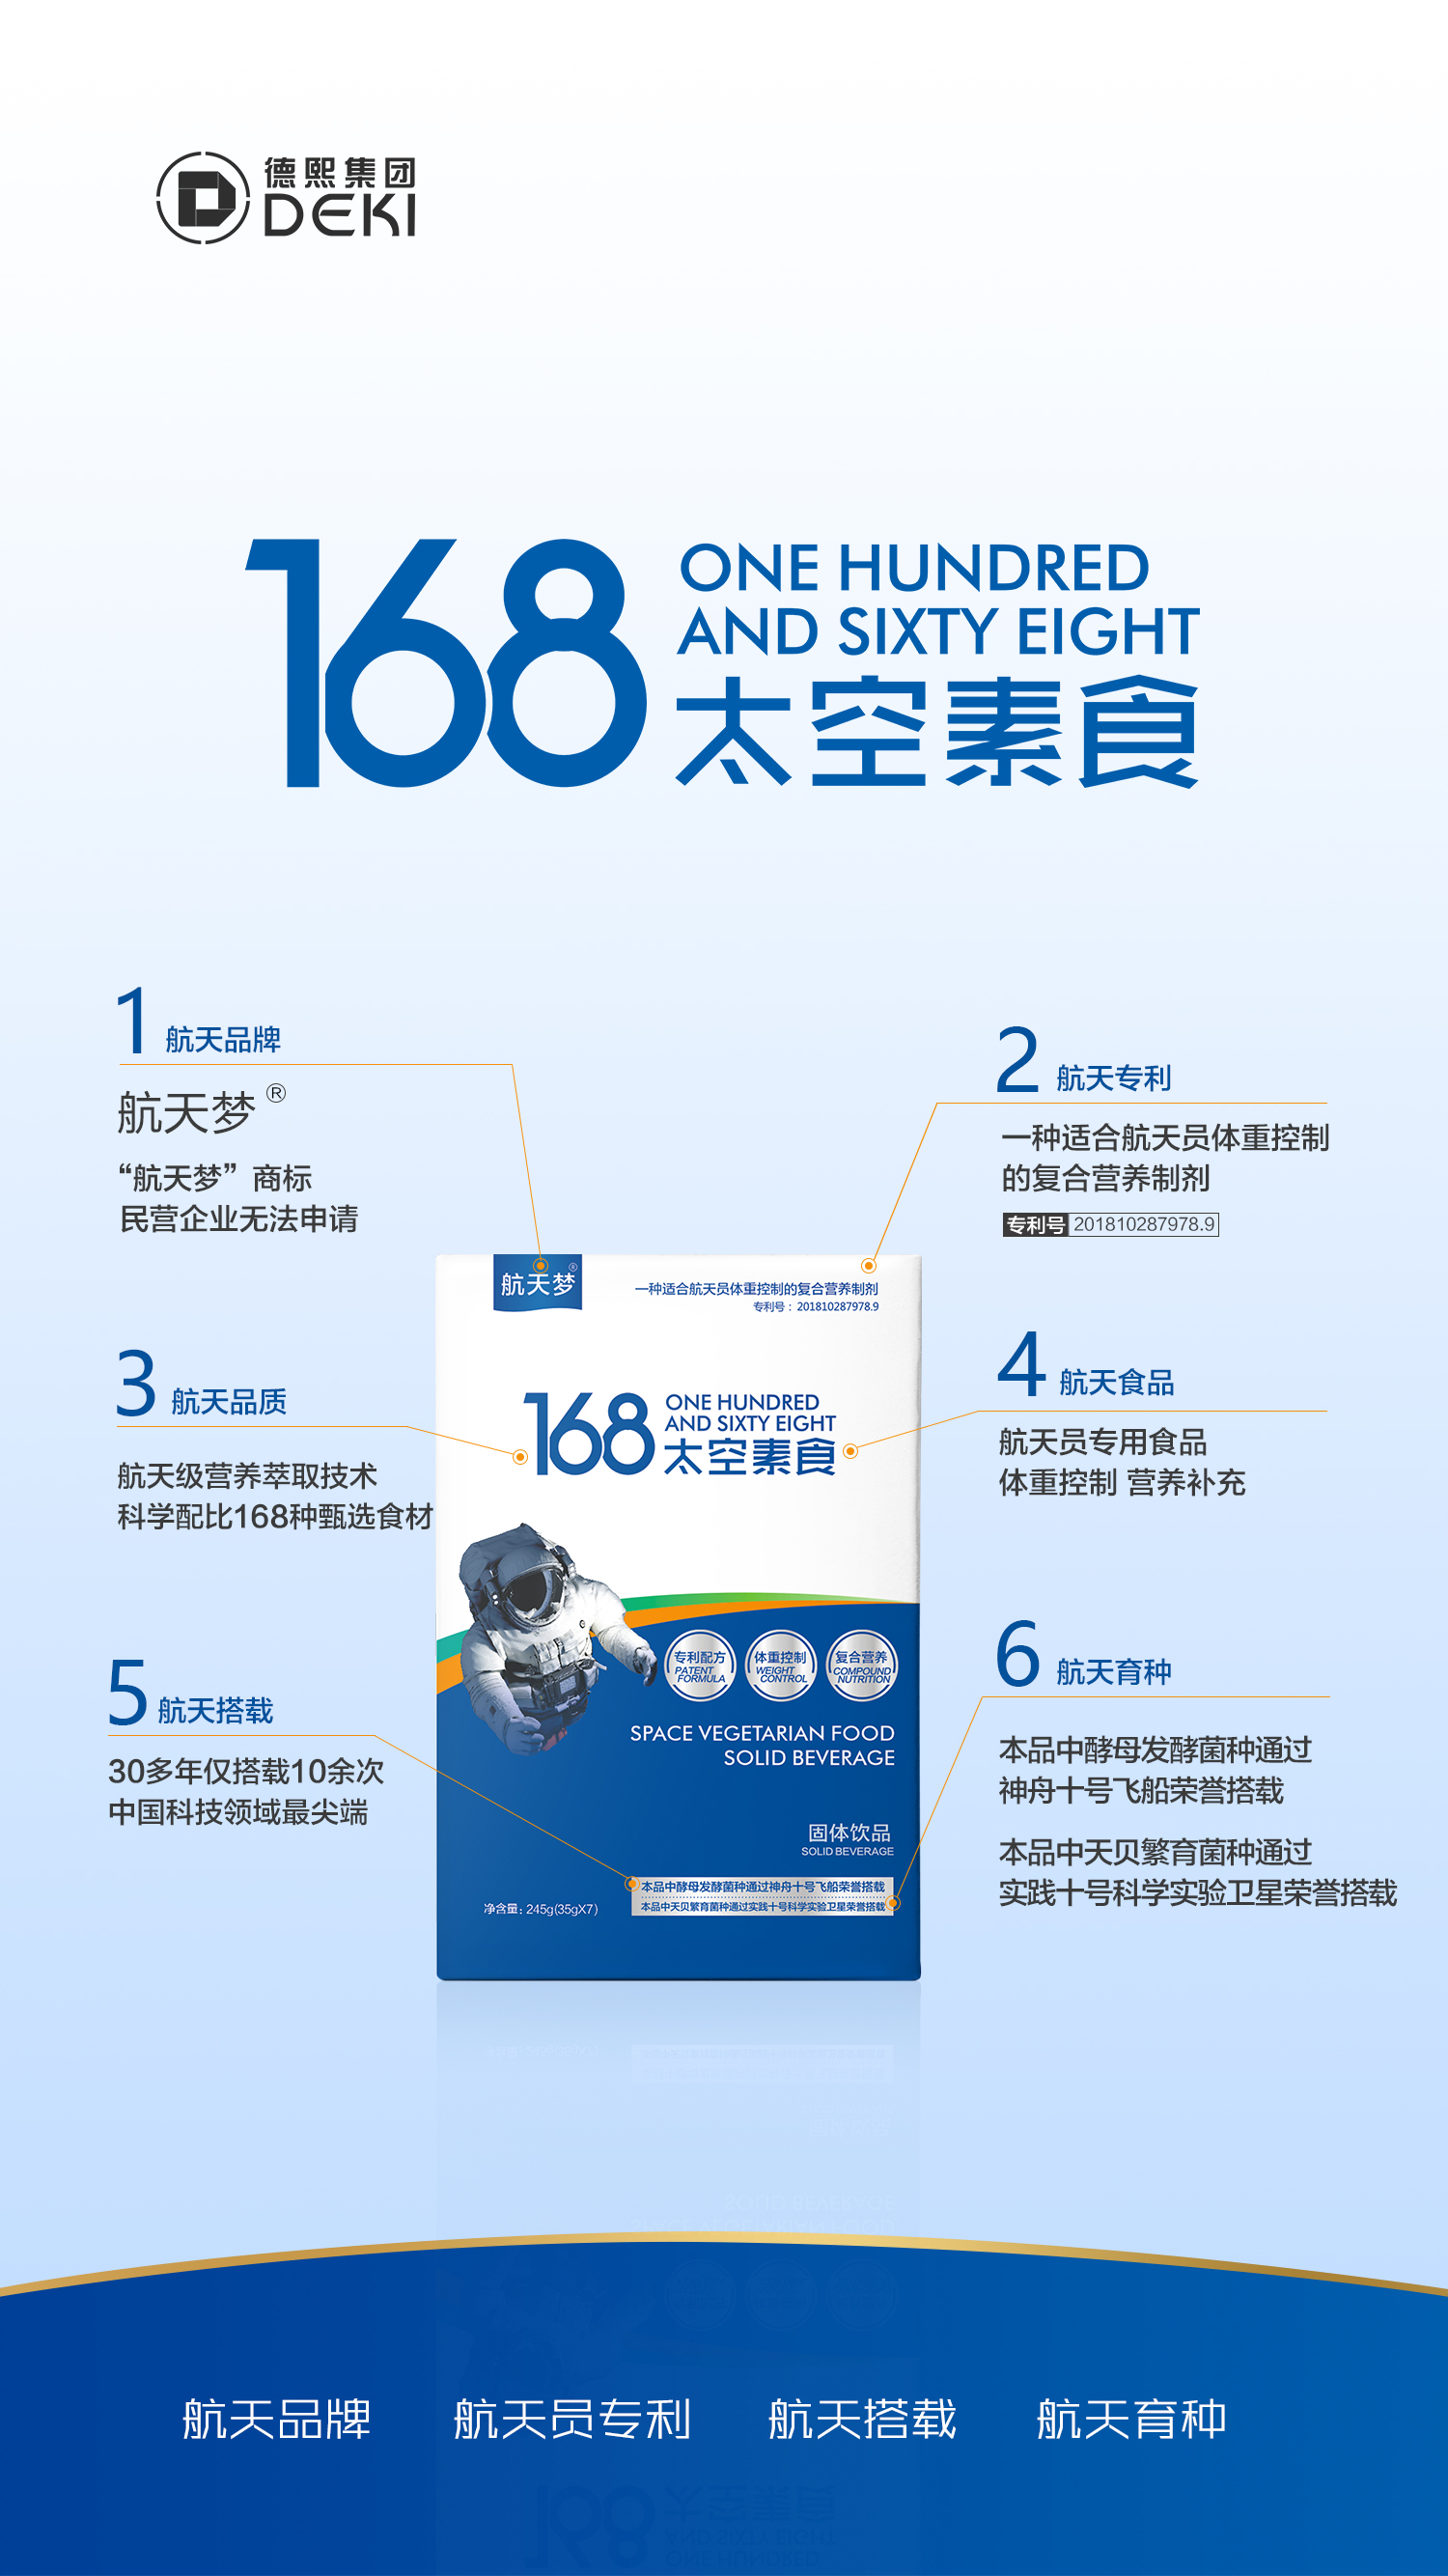 德熙集团
DEKI
168
ONE HUNDRED
AND SIXTY EIGHT
太空素食
1 航天品牌
航天梦®
“航天梦”商标
民营企业无法申请
2 航天专利
一种适合航天员体重控制
的复合营养制剂
专利号 201810287978.9
3 航天品质
航天级营养萃取技术
科学配比168种甄选食材
4 航天食品
航天员专用食品
体重控制 营养补充
5 航天搭载
30多年仅搭载10余次
中国科技领域最尖端
6 航天育种
本品中酵母发酵菌种通过
神舟十号飞船荣誉搭载
本品中天贝繁育菌种通过
实践十号科学实验卫星荣誉搭载
航天梦®
一种适合航天员体重控制的复合营养制剂
专利号：201810287978.9
168
ONE HUNDRED
AND SIXTY EIGHT
太空素食
专利配方
PATENT
FORMULA
体重控制
WEIGHT
CONTROL
复合营养
COMPOUND
NUTRITION
SPACE VEGETARIAN FOOD
SOLID BEVERAGE
固体饮品
SOLID BEVERAGE
本品中酵母发酵菌种通过神舟十号飞船荣誉搭载
本品中天贝繁育菌种通过实践十号科学实验卫星荣誉搭载
净含量：245g(35gX7)
航天品牌 航天员专利 航天搭载 航天育种